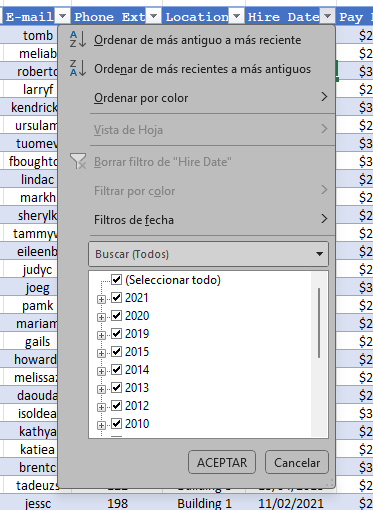 E-mail Phone Ext Location Hire Date Pay
tomb $2
meliab $2
roberto $3
larryf $2
kendrick $3
ursulam $2
tuomev $3
fboughto $3
lindac $2
markh $2
sherylk $2
tammyv $2
eileenb $2
judyc $2
joeg $3
pamk $2
mariam $2
gails $2
howard $2
melissaz $2
daouda $2
isoldea $2
kathya $2
katiea $2
brentc $3
tadeuzs $2
jessc 198 Building 1 11/02/2021 $2
Ordenar de más antiguo a más reciente
Ordenar de más recientes a más antiguos
Ordenar por color
Vista de Hoja
Borrar filtro de "Hire Date"
Filtrar por color
Filtros de fecha
Buscar (Todos)
(Seleccionar todo)
2021
2020
2019
2015
2014
2013
2012
2010
ACEPTAR Cancelar